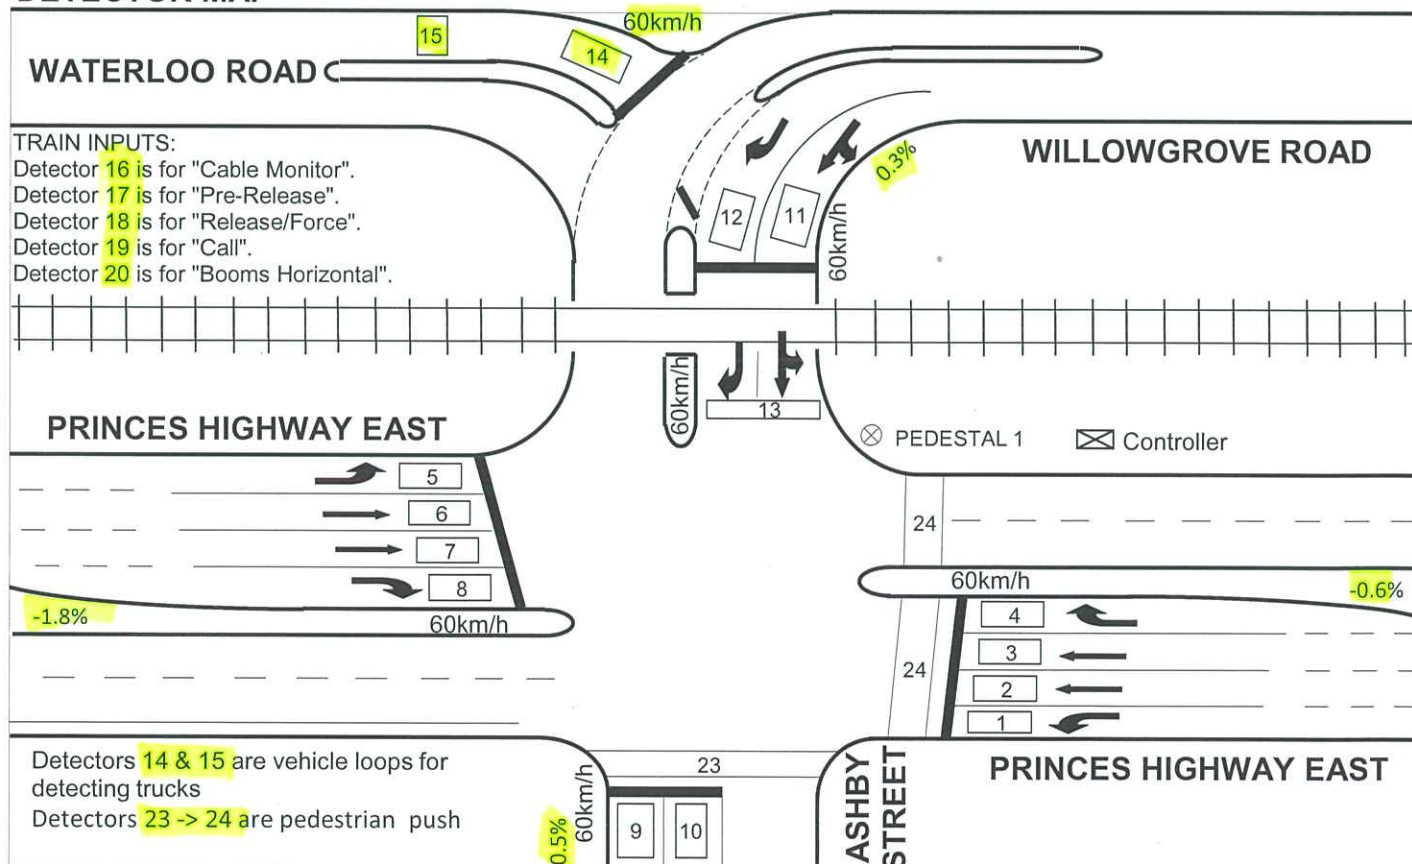 60km/h
15
14
WATERLOO ROAD
TRAIN INPUTS:
Detector 16 is for "Cable Monitor".
Detector 17 is for "Pre-Release".
Detector 18 is for "Release/Force".
Detector 19 is for "Call".
Detector 20 is for "Booms Horizontal".
WILLOWGROVE ROAD
0.3%
12
11
60km/h
60km/h
13
PRINCES HIGHWAY EAST
PEDESTAL 1
Controller
5
6
7
8
-1.8%
60km/h
24
60km/h
-0.6%
4
3
24
2
1
Detectors 14 & 15 are vehicle loops for
detecting trucks
Detectors 23 -> 24 are pedestrian push
23
60km/h
0.5%
9
10
ASHBY
STREET
PRINCES HIGHWAY EAST